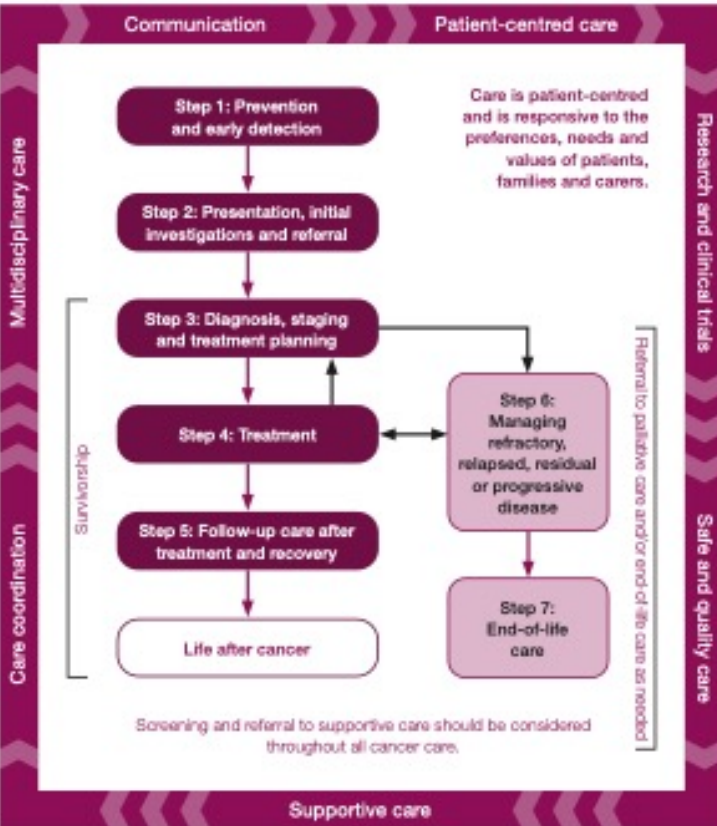 Communication
Patient-centred care
Step 1: Prevention
and early detection
Care is patient-centred
and is responsive to the
preferences, needs and
values of patients,
families and carers.
Step 2: Presentation, initial
investigations and referral
Step 3: Diagnosis, staging
and treatment planning
Step 4: Treatment
Step 5: Follow-up care after
treatment and recovery
Life after cancer
Step 6:
Managing
refractory,
relapsed, residual
or progressive
disease
Step 7:
End-of-life
care
Survivorship
Referral to palliative care and/or end-of-life care as needed
Screening and referral to supportive care should be considered
throughout all cancer care.
Multidisciplinary care
Care coordination
Research and clinical trials
Safe and quality care
Supportive care